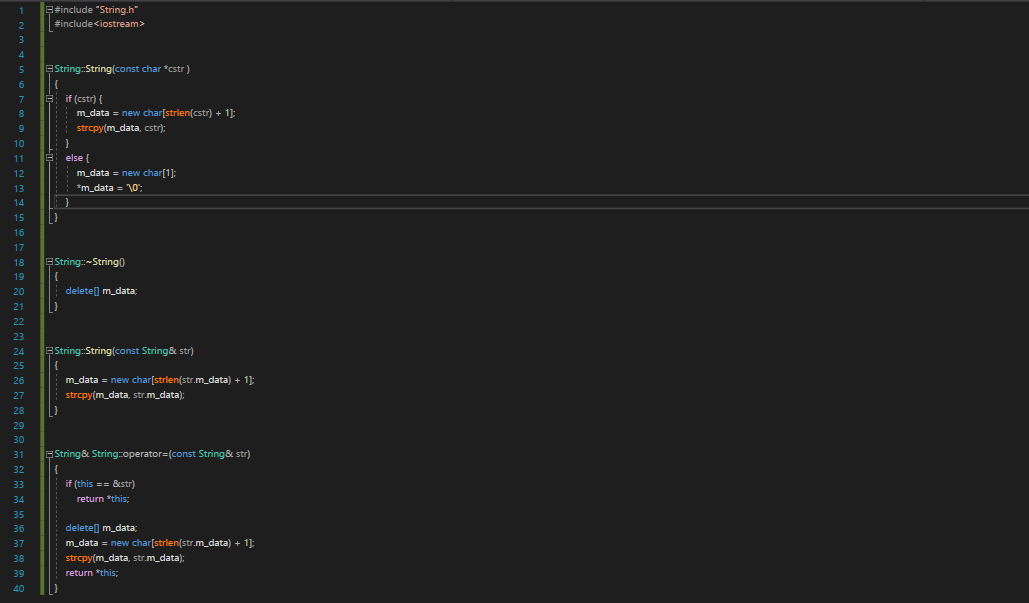 1 #include "String.h"
2 #include<iostream>
3
4
5 String::String(const char *cstr )
6 {
7 if (cstr) {
8 m_data = new char[strlen(cstr) + 1];
9 strcpy(m_data, cstr);
10 }
11 else {
12 m_data = new char[1];
13 *m_data = '\0';
14 }
15 }
16
17
18 String::~String()
19 {
20 delete[] m_data;
21 }
22
23
24 String::String(const String& str)
25 {
26 m_data = new char[strlen(str.m_data) + 1];
27 strcpy(m_data, str.m_data);
28 }
29
30
31 String& String::operator=(const String& str)
32 {
33 if (this == &str)
34 return *this;
35
36 delete[] m_data;
37 m_data = new char[strlen(str.m_data) + 1];
38 strcpy(m_data, str.m_data);
39 return *this;
40 }